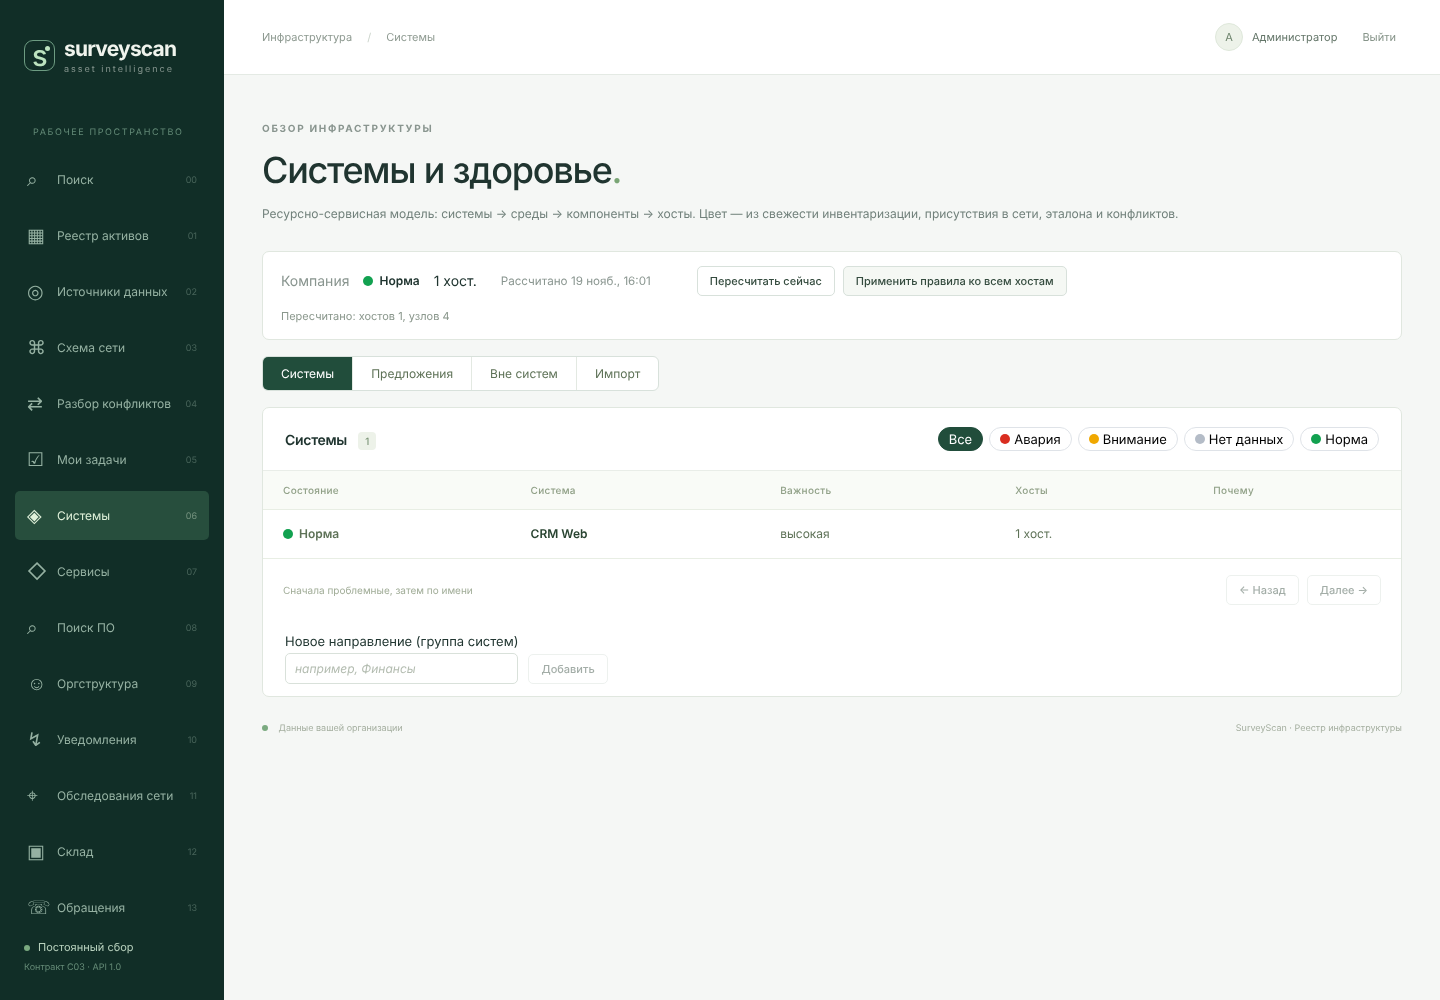 surveyscan
asset intelligence
РАБОЧЕЕ ПРОСТРАНСТВО
Поиск 00
Реестр активов 01
Источники данных 02
Схема сети 03
Разбор конфликтов 04
Мои задачи 05
Системы 06
Сервисы 07
Поиск ПО 08
Оргструктура 09
Уведомления 10
Обследования сети 11
Склад 12
Обращения 13
Постоянный сбор
Контракт C03 · API 1.0
Инфраструктура / Системы
А Администратор Выйти
ОБЗОР ИНФРАСТРУКТУРЫ
Системы и здоровье.
Ресурсно-сервисная модель: системы → среды → компоненты → хосты. Цвет — из свежести инвентаризации, присутствия в сети, эталона и конфликтов.
Компания Норма 1 хост. Рассчитано 19 нояб., 16:01 Пересчитать сейчас Применить правила ко всем хостам
Пересчитано: хостов 1, узлов 4
Системы Предложения Вне систем Импорт
Системы 1 Все Авария Внимание Нет данных Норма
Состояние Система Важность Хосты Почему
Норма CRM Web высокая 1 хост.
Сначала проблемные, затем по имени ← Назад Далее →
Новое направление (группа систем)
например, Финансы Добавить
Данные вашей организации SurveyScan · Реестр инфраструктуры